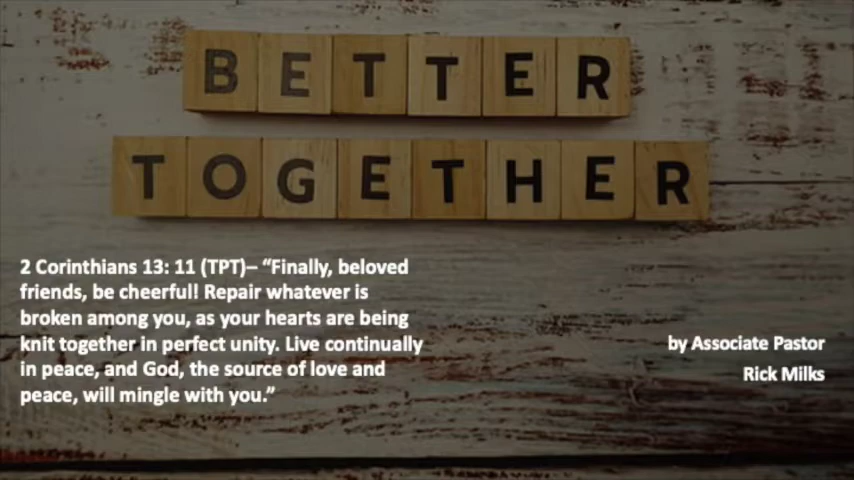 BETTER
TOGETHER
2 Corinthians 13: 11 (TPT)– “Finally, beloved
friends, be cheerful! Repair whatever is
broken among you, as your hearts are being
knit together in perfect unity. Live continually
in peace, and God, the source of love and
peace, will mingle with you.”
by Associate Pastor
Rick Milks